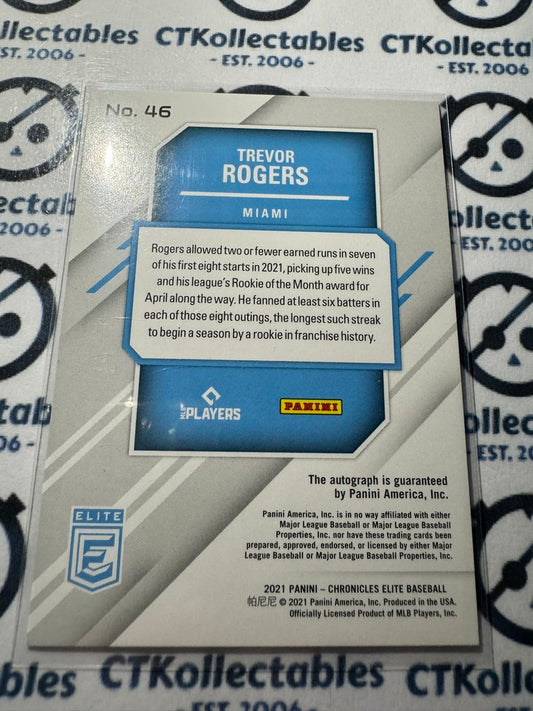 CTKollectables
- EST. 2006 -
CTKollectables
- EST. 2006 -
No. 46
TREVOR
ROGERS
MIAMI
Rogers allowed two or fewer earned runs in seven
of his first eight starts in 2021, picking up five wins
and his league's Rookie of the Month award for
April along the way. He fanned at least six batters in
each of those eight outings, the longest such streak
to begin a season by a rookie in franchise history.
MLB PLAYERS
PANINI
The autograph is guaranteed
by Panini America, Inc.
Panini America, Inc. is in no way affiliated with either
Major League Baseball or Major League Baseball
Properties, Inc. nor have these trading cards been
prepared, approved, endorsed, or licensed by either Major
League Baseball or Major League Baseball Properties, Inc.
ELITE
E
2021 PANINI – CHRONICLES ELITE BASEBALL
帕尼尼 © 2021 Panini America, Inc. Produced in the USA.
Officially Licensed Product of MLB Players, Inc.
CTKollectables
CTKollectables